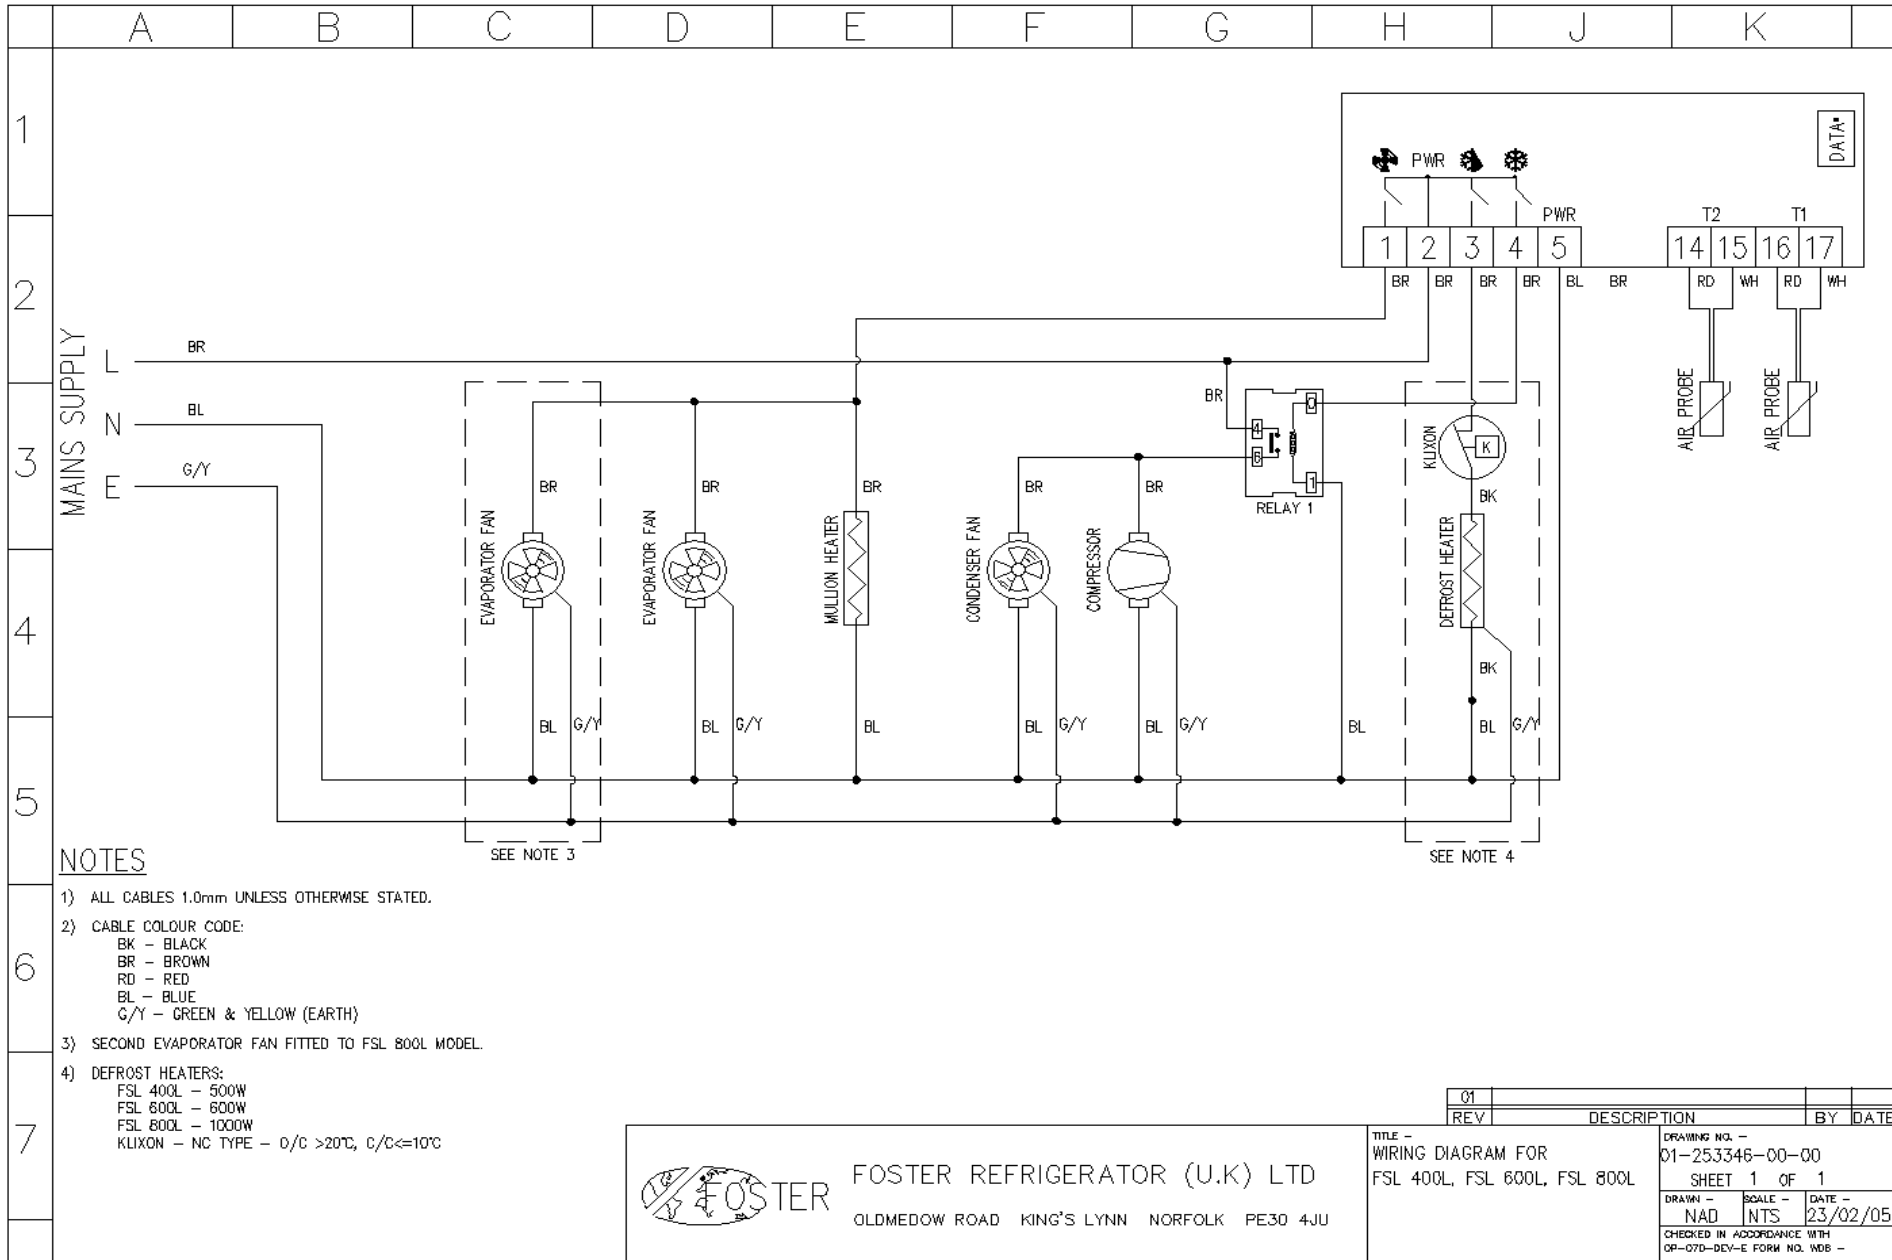 A B C D E F G H J K
1
2
3
4
5
6
7
DATA
PWR
PWR
T2 T1
1 2 3 4 5 14 15 16 17
BR BR BR BR BL BR RD WH RD WH
MAINS SUPPLY
L BR
N BL
E G/Y
AIR PROBE AIR PROBE
BR
4 0
6 1
RELAY 1
KLIXON
K
BR BR BR BR BR BK
EVAPORATOR FAN
EVAPORATOR FAN
MULLION HEATER
CONDENSER FAN
COMPRESSOR
DEFROST HEATER
BK
BL G/Y BL G/Y BL BL G/Y BL G/Y BL BL G/Y
SEE NOTE 3
SEE NOTE 4
NOTES
1) ALL CABLES 1.0mm UNLESS OTHERWISE STATED.
2) CABLE COLOUR CODE:
BK – BLACK
BR – BROWN
RD – RED
BL – BLUE
G/Y – GREEN & YELLOW (EARTH)
3) SECOND EVAPORATOR FAN FITTED TO FSL 800L MODEL.
4) DEFROST HEATERS:
FSL 400L – 500W
FSL 600L – 600W
FSL 800L – 1000W
KLIXON – NC TYPE – O/C >20°C, C/C<=10°C
01
REV DESCRIPTION BY DATE
FOSTER
FOSTER REFRIGERATOR (U.K) LTD
OLDMEDOW ROAD KING'S LYNN NORFOLK PE30 4JU
TITLE –
WIRING DIAGRAM FOR
FSL 400L, FSL 600L, FSL 800L
DRAWING NO. –
01-253346-00-00
SHEET 1 OF 1
DRAWN – SCALE – DATE –
NAD NTS 23/02/05
CHECKED IN ACCORDANCE WITH
OP-07D-DEV-E FORM NO. WDB –